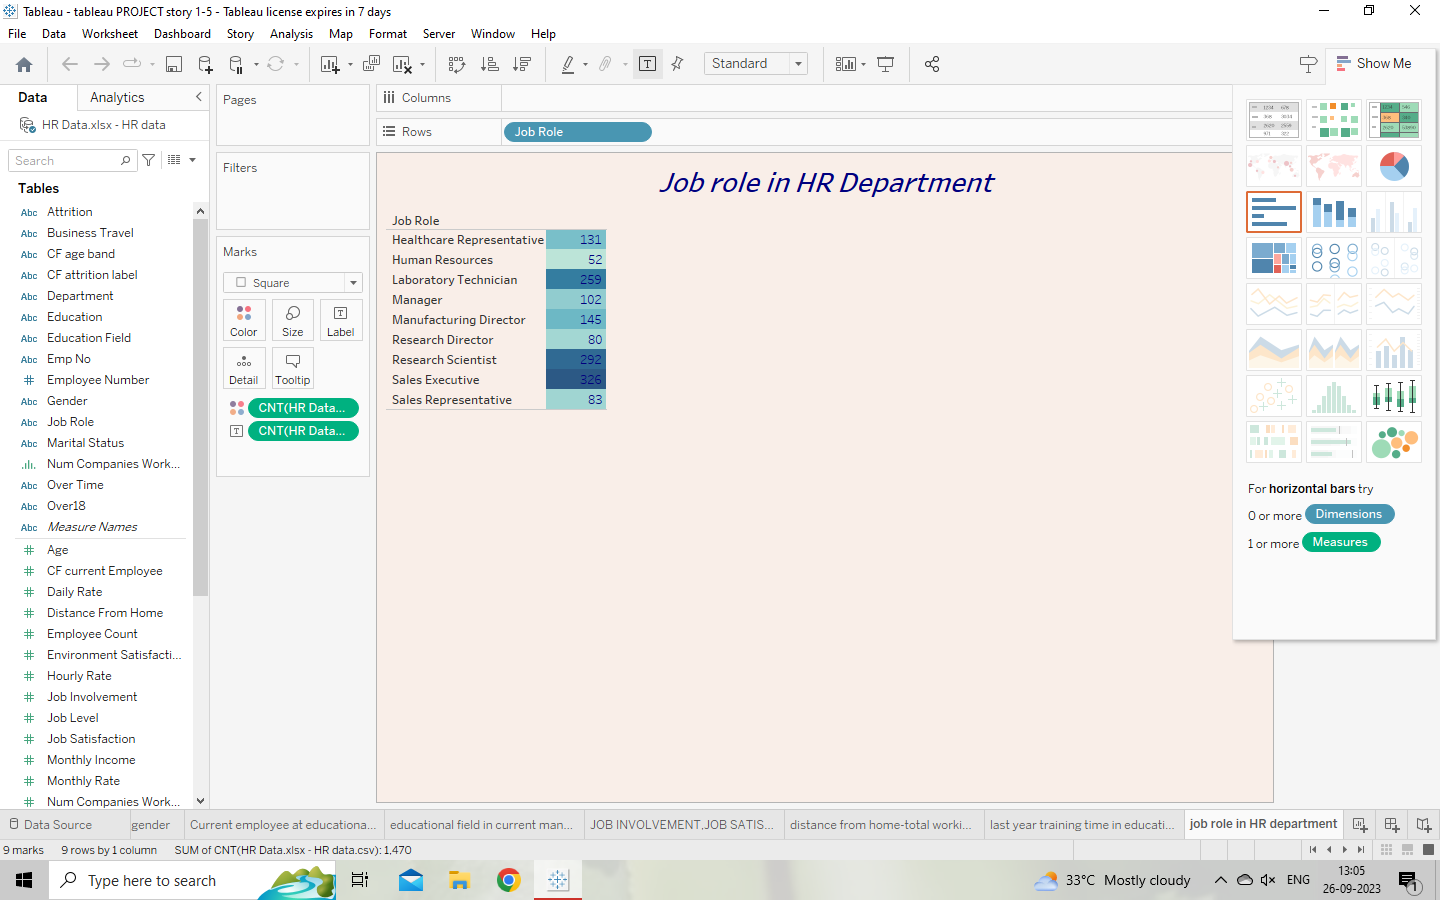 Tableau - tableau PROJECT story 1-5 - Tableau license expires in 7 days
File Data Worksheet Dashboard Story Analysis Map Format Server Window Help
Standard
Show Me
Data Analytics
HR Data.xlsx - HR data
Search
Tables
Abc Attrition
Abc Business Travel
Abc CF age band
Abc CF attrition label
Abc Department
Abc Education
Abc Education Field
Abc Emp No
# Employee Number
Abc Gender
Abc Job Role
Abc Marital Status
Num Companies Work...
Abc Over Time
Abc Over18
Abc Measure Names
# Age
# CF current Employee
# Daily Rate
# Distance From Home
# Employee Count
# Environment Satisfacti...
# Hourly Rate
# Job Involvement
# Job Level
# Job Satisfaction
# Monthly Income
# Monthly Rate
# Num Companies Work...
Pages
Filters
Marks
Square
Color Size Label
Detail Tooltip
CNT(HR Data...
CNT(HR Data...
Columns
Rows Job Role
Job role in HR Department
Job Role
Healthcare Representative 131
Human Resources 52
Laboratory Technician 259
Manager 102
Manufacturing Director 145
Research Director 80
Research Scientist 292
Sales Executive 326
Sales Representative 83
For horizontal bars try
0 or more Dimensions
1 or more Measures
Data Source gender Current employee at educationa... educational field in current man... JOB INVOLVEMENT,JOB SATIS... distance from home-total worki... last year training time in educati... job role in HR department
9 marks 9 rows by 1 column SUM of CNT(HR Data.xlsx - HR data.csv): 1,470
Type here to search
33°C Mostly cloudy
ENG
13:05
26-09-2023
1